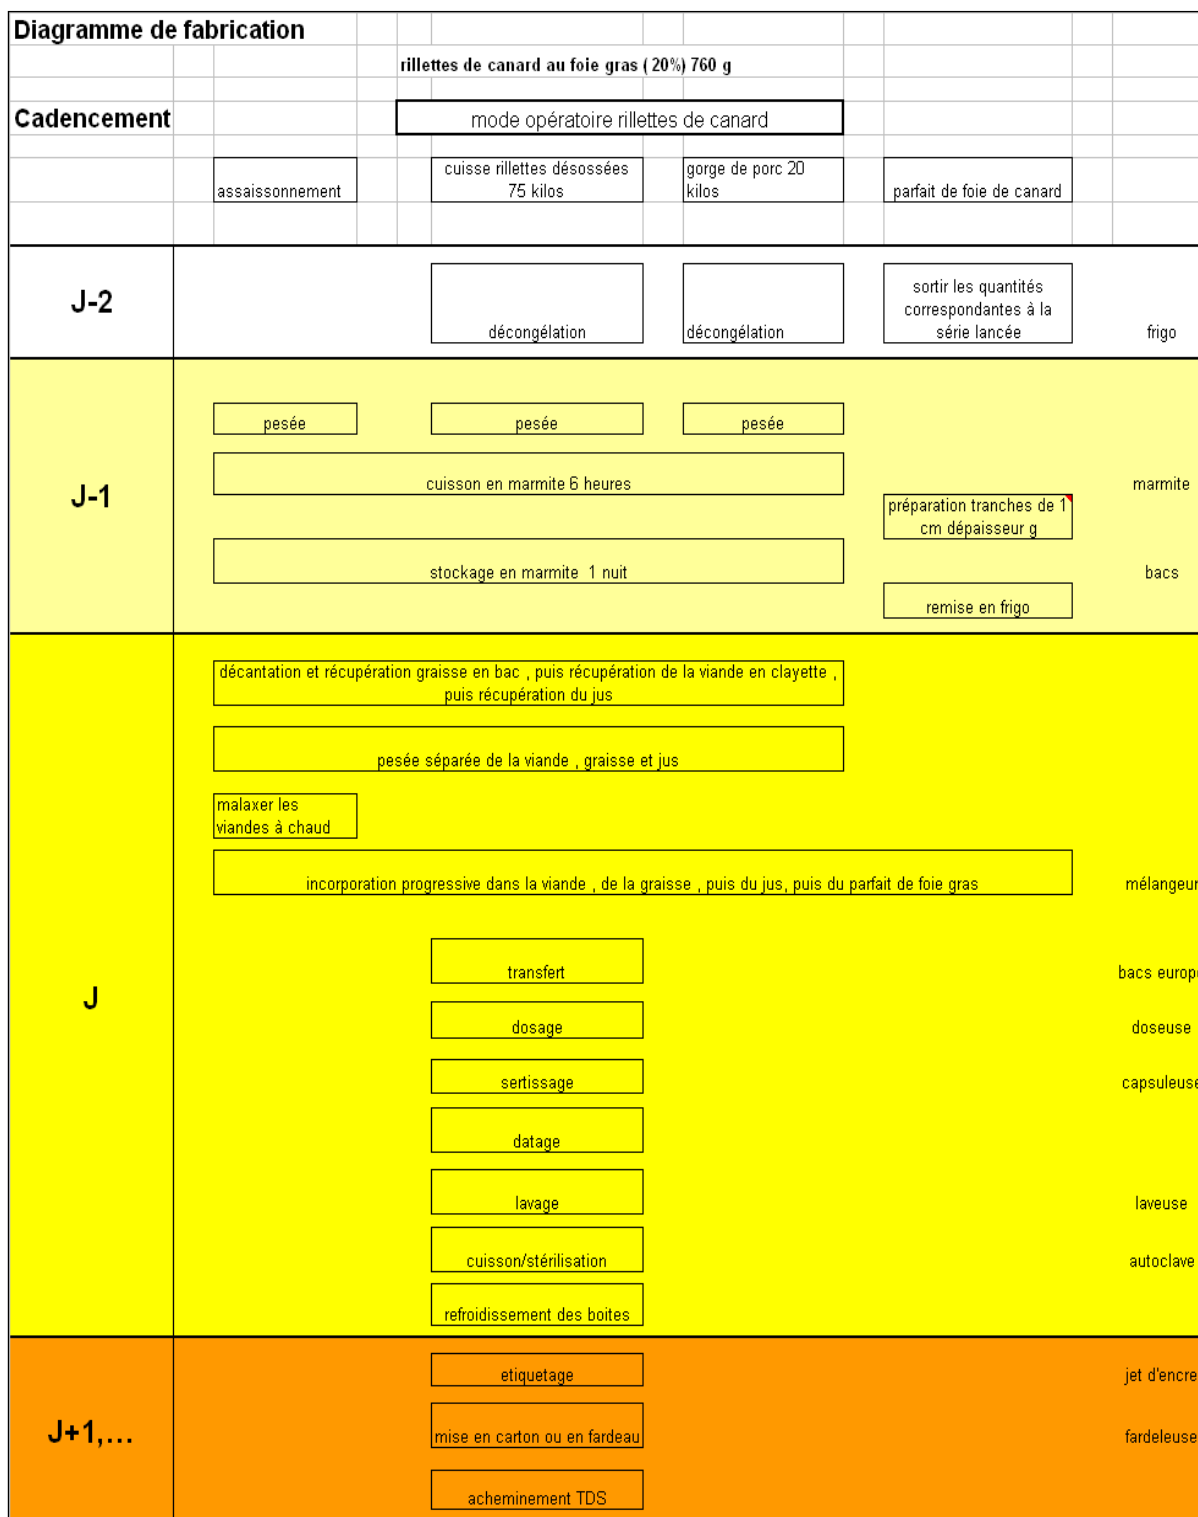 Diagramme de fabrication
rillettes de canard au foie gras ( 20%) 760 g
Cadencement
mode opératoire rillettes de canard
assaissonnement
cuisse rillettes désossées
75 kilos
gorge de porc 20
kilos
parfait de foie de canard
J-2
décongélation
décongélation
sortir les quantités
correspondantes à la
série lancée
frigo
J-1
pesée
pesée
pesée
cuisson en marmite 6 heures
marmite
préparation tranches de 1
cm dépaisseur g
stockage en marmite 1 nuit
bacs
remise en frigo
J
décantation et récupération graisse en bac , puis récupération de la viande en clayette ,
puis récupération du jus
pesée séparée de la viande , graisse et jus
malaxer les
viandes à chaud
incorporation progressive dans la viande , de la graisse , puis du jus, puis du parfait de foie gras
mélangeur
transfert
bacs europe
dosage
doseuse
sertissage
capsuleuse
datage
lavage
laveuse
cuisson/stérilisation
autoclave
refroidissement des boites
J+1,...
etiquetage
jet d'encre
mise en carton ou en fardeau
fardeleuse
acheminement TDS